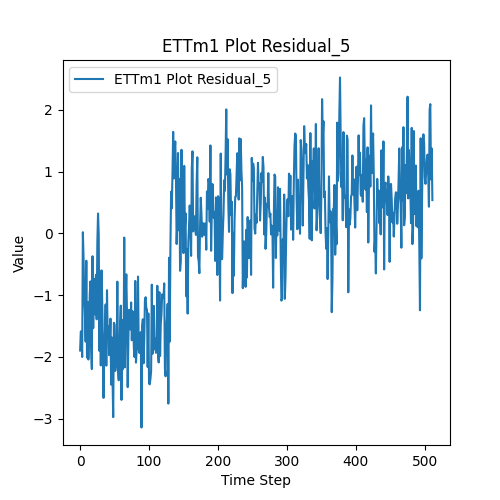 ETTm1 Plot Residual_5
ETTm1 Plot Residual_5
2
1
0
−1
−2
−3
Value
0 100 200 300 400 500
Time Step